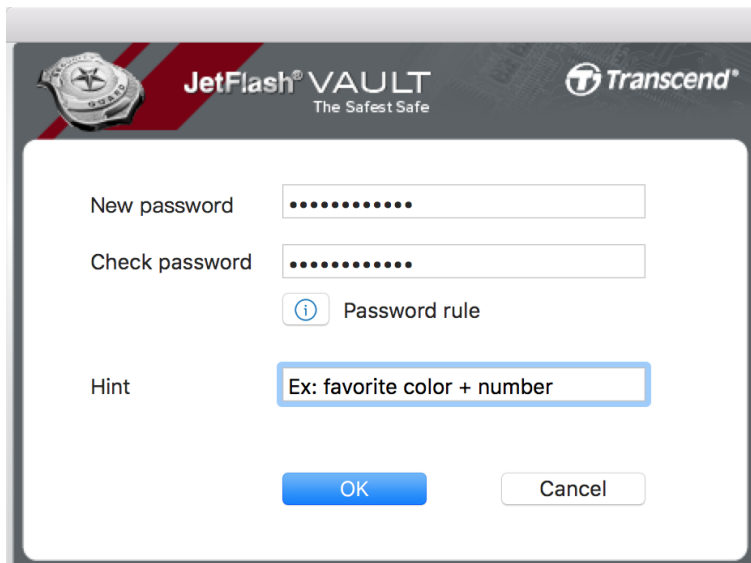 JetFlash® VAULT
The Safest Safe
Transcend®
New password
Check password
Password rule
Hint
Ex: favorite color + number
OK
Cancel